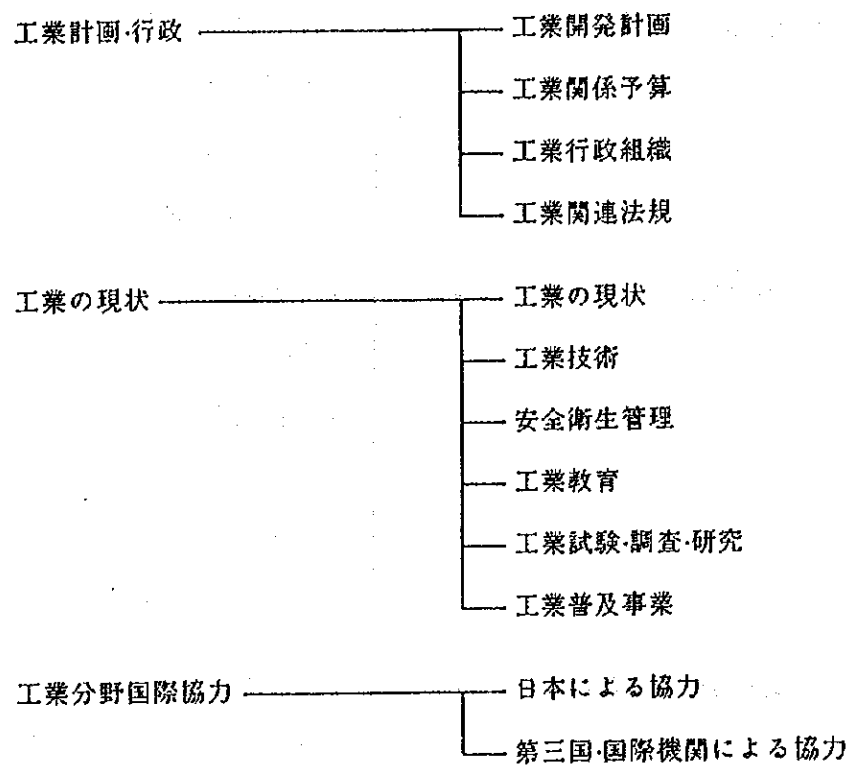 工業計画・行政 工業開発計画
工業関係予算
工業行政組織
工業関連法規
工業の現状 工業の現状
工業技術
安全衛生管理
工業教育
工業試験・調査・研究
工業普及事業
工業分野国際協力 日本による協力
第三国・国際機関による協力